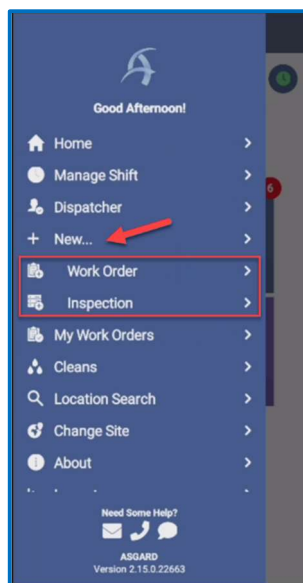 Good Afternoon!
Home
Manage Shift
Dispatcher
New...
Work Order
Inspection
My Work Orders
Cleans
Location Search
Change Site
About
Need Some Help?
ASGARD
Version 2.15.0.22663
6